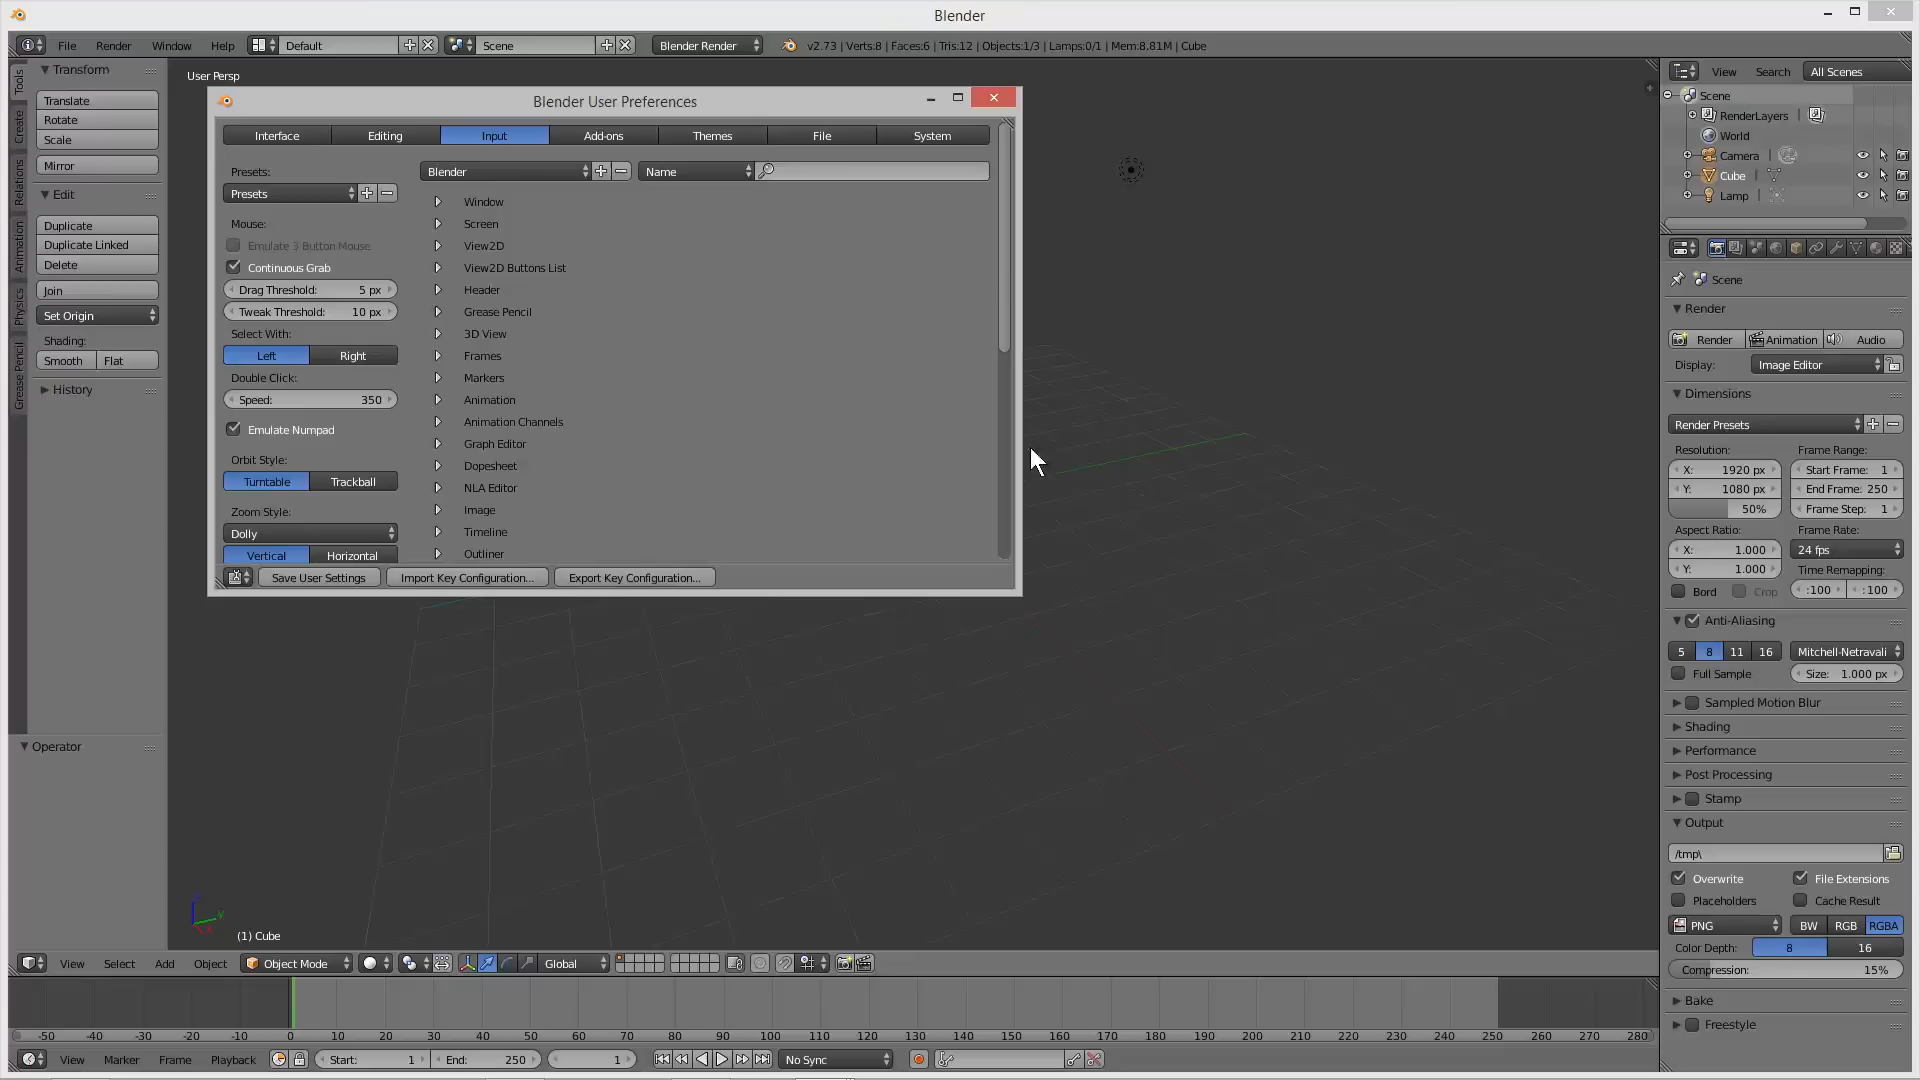 Blender
File Render Window Help Default Scene Blender Render v2.73 | Verts:8 | Faces:6 | Tris:12 | Objects:1/3 | Lamps:0/1 | Mem:8.81M | Cube
Tools
Create
Relations
Animation
Physics
Grease Pencil
Transform
Translate
Rotate
Scale
Mirror
Edit
Duplicate
Duplicate Linked
Delete
Join
Set Origin
Shading:
Smooth Flat
History
Operator
User Persp
Blender User Preferences
Interface Editing Input Add-ons Themes File System
Presets:
Presets
Mouse:
Emulate 3 Button Mouse
Continuous Grab
Drag Threshold: 5 px
Tweak Threshold: 10 px
Select With:
Left Right
Double Click:
Speed: 350
Emulate Numpad
Orbit Style:
Turntable Trackball
Zoom Style:
Dolly
Vertical Horizontal
Blender Name
Window
Screen
View2D
View2D Buttons List
Header
Grease Pencil
3D View
Frames
Markers
Animation
Animation Channels
Graph Editor
Dopesheet
NLA Editor
Image
Timeline
Outliner
Save User Settings Import Key Configuration... Export Key Configuration...
(1) Cube
View Select Add Object Object Mode Global
-50 -40 -30 -20 -10 0 10 20 30 40 50 60 70 80 90 100 110 120 130 140 150 160 170 180 190 200 210 220 230 240 250 260 270 280
View Marker Frame Playback Start: 1 End: 250 1 No Sync
View Search All Scenes
Scene
RenderLayers
World
Camera
Cube
Lamp
Scene
Render
Render Animation Audio
Display: Image Editor
Dimensions
Render Presets
Resolution: Frame Range:
X: 1920 px Start Frame: 1
Y: 1080 px End Frame: 250
50% Frame Step: 1
Aspect Ratio: Frame Rate:
X: 1.000 24 fps
Y: 1.000 Time Remapping:
Bord Crop :100 :100
Anti-Aliasing
5 8 11 16 Mitchell-Netravali
Full Sample Size: 1.000 px
Sampled Motion Blur
Shading
Performance
Post Processing
Stamp
Output
/tmp\
Overwrite File Extensions
Placeholders Cache Result
PNG BW RGB RGBA
Color Depth: 8 16
Compression: 15%
Bake
Freestyle